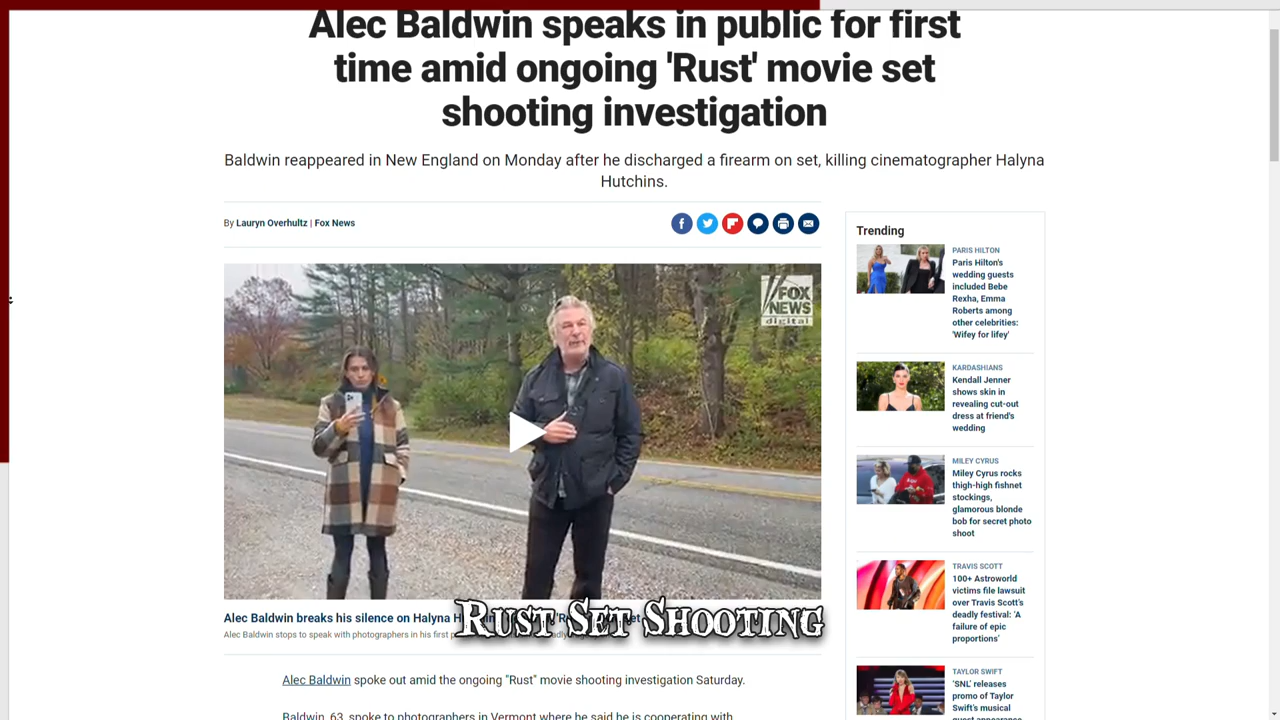 Alec Baldwin speaks in public for first
time amid ongoing 'Rust' movie set
shooting investigation
Baldwin reappeared in New England on Monday after he discharged a firearm on set, killing cinematographer Halyna
Hutchins.
By Lauryn Overhultz | Fox News
FOX
NEWS
digital
Alec Baldwin breaks his silence on Halyna
Alec Baldwin stops to speak with photographers in his first
Rust Set Shooting
Alec Baldwin spoke out amid the ongoing "Rust" movie shooting investigation Saturday.
Baldwin, 63, spoke to photographers in Vermont where he said he is cooperating with
Trending
PARIS HILTON
Paris Hilton's
wedding guests
included Bebe
Rexha, Emma
Roberts among
other celebrities:
'Wifey for lifey'
KARDASHIANS
Kendall Jenner
shows skin in
revealing cut-out
dress at friend's
wedding
MILEY CYRUS
Miley Cyrus rocks
thigh-high fishnet
stockings,
glamorous blonde
bob for secret photo
shoot
TRAVIS SCOTT
100+ Astroworld
victims file lawsuit
over Travis Scott's
deadly festival: 'A
failure of epic
proportions'
TAYLOR SWIFT
'SNL' releases
promo of Taylor
Swift's musical
guest appearance